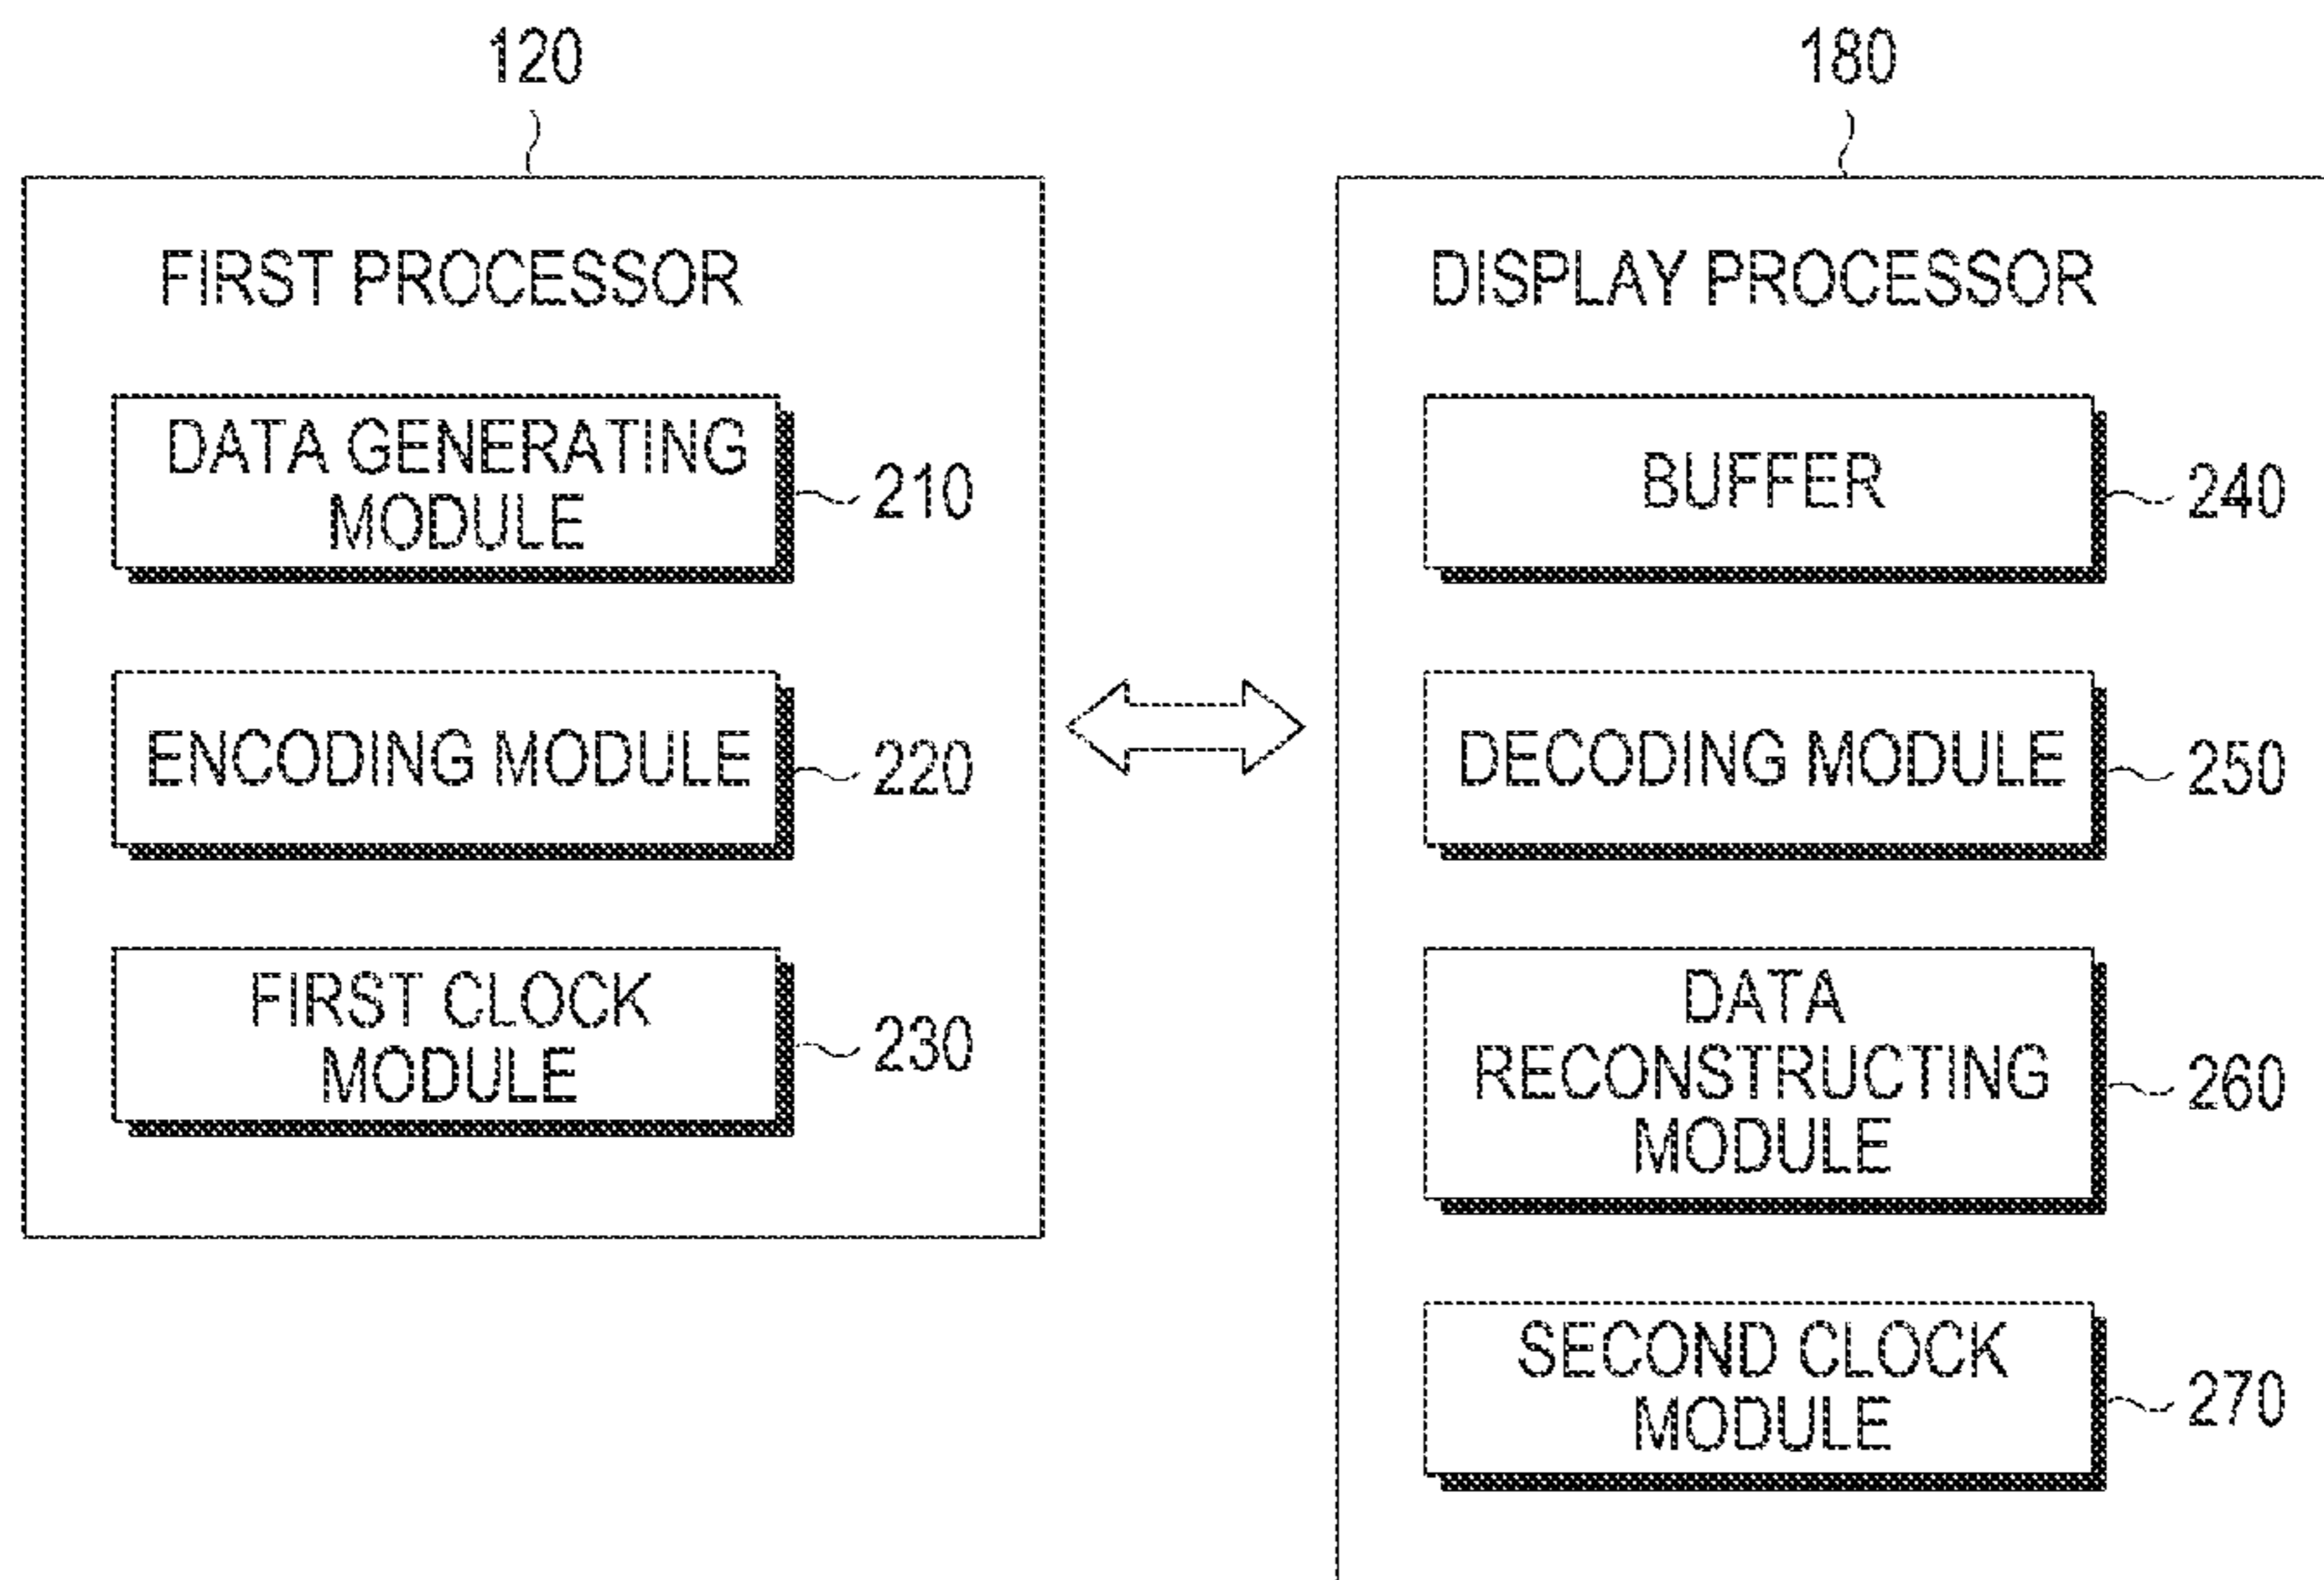 120
FIRST PROCESSOR
DATA GENERATING
MODULE
210
ENCODING MODULE
220
FIRST CLOCK
MODULE
230
180
DISPLAY PROCESSOR
BUFFER
240
DECODING MODULE
250
DATA
RECONSTRUCTING
MODULE
260
SECOND CLOCK
MODULE
270